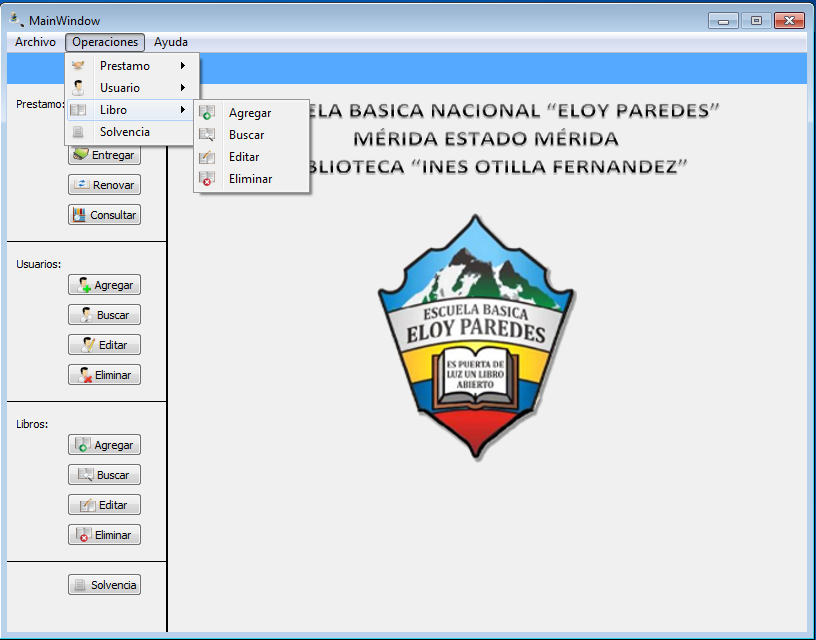 MainWindow
Archivo Operaciones Ayuda
Prestamo
Usuario
Libro
Solvencia
Agregar
Buscar
Editar
Eliminar
Prestamo:
Entregar
Renovar
Consultar
Usuarios:
Agregar
Buscar
Editar
Eliminar
Libros:
Agregar
Buscar
Editar
Eliminar
Solvencia
ELA BASICA NACIONAL “ELOY PAREDES”
MÉRIDA ESTADO MÉRIDA
BLIOTECA “INES OTILLA FERNANDEZ”
ESCUELA BASICA
ELOY PAREDES
ES PUERTA DE
LUZ UN LIBRO
ABIERTO